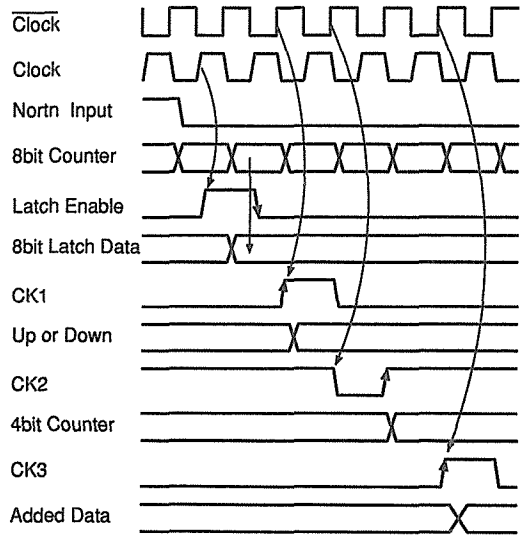 Clock
Clock
Nortn Input
8bit Counter
Latch Enable
8bit Latch Data
CK1
Up or Down
CK2
4bit Counter
CK3
Added Data